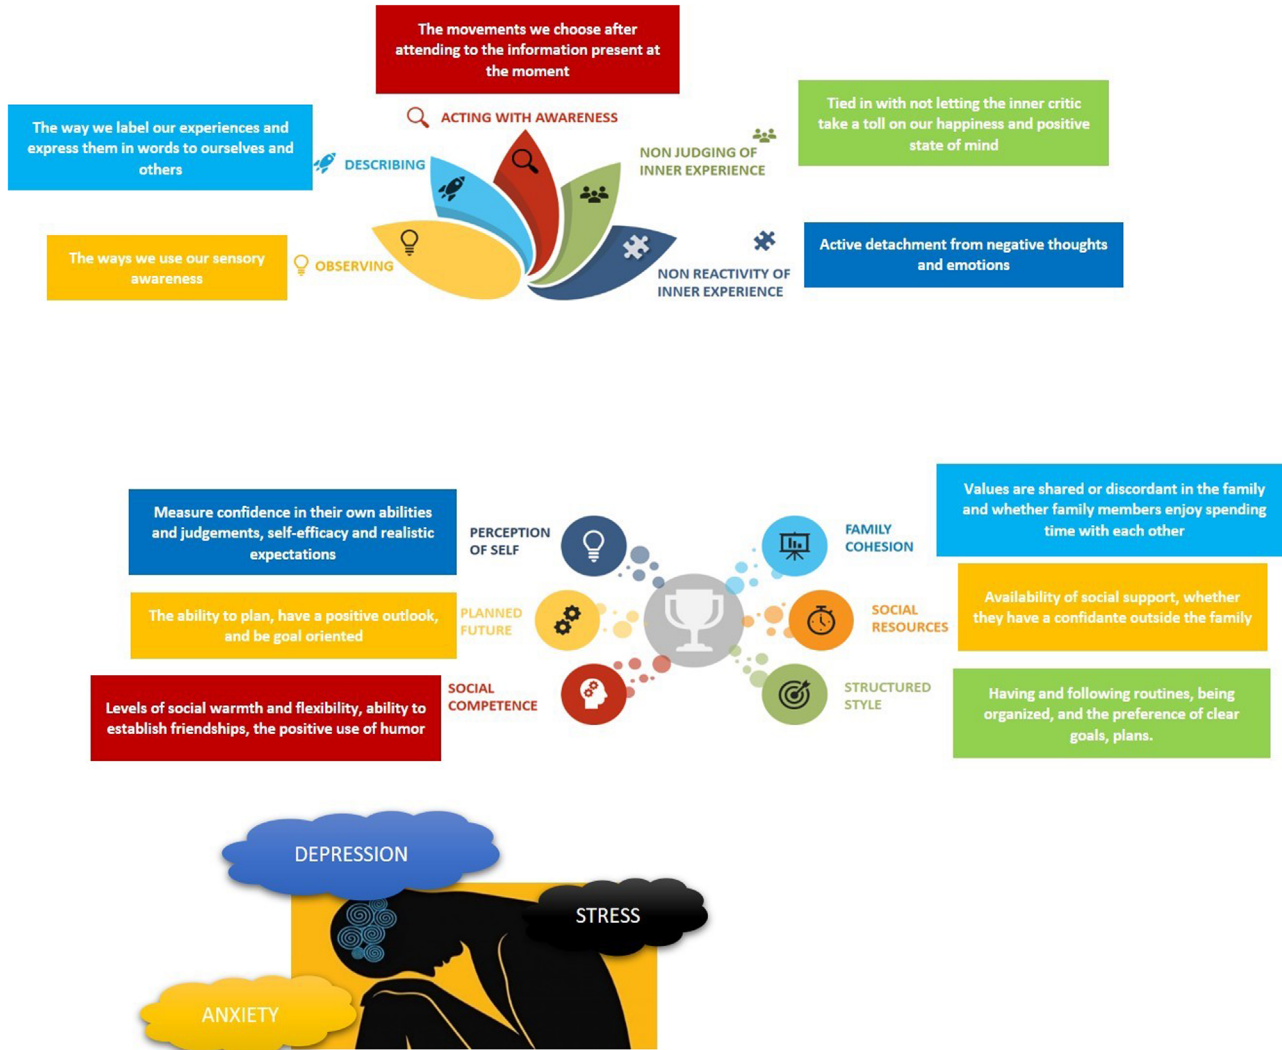 The movements we choose after
attending to the information present at
the moment
ACTING WITH AWARENESS
The way we label our experiences and
express them in words to ourselves and
others
DESCRIBING
NON JUDGING OF
INNER EXPERIENCE
Tied in with not letting the inner critic
take a toll on our happiness and positive
state of mind
The ways we use our sensory
awareness
OBSERVING
NON REACTIVITY OF
INNER EXPERIENCE
Active detachment from negative thoughts
and emotions
Measure confidence in their own abilities
and judgements, self-efficacy and realistic
expectations
PERCEPTION
OF SELF
FAMILY
COHESION
Values are shared or discordant in the family
and whether family members enjoy spending
time with each other
The ability to plan, have a positive outlook,
and be goal oriented
PLANNED
FUTURE
SOCIAL
RESOURCES
Availability of social support, whether
they have a confidante outside the family
Levels of social warmth and flexibility, ability to
establish friendships, the positive use of humor
SOCIAL
COMPETENCE
STRUCTURED
STYLE
Having and following routines, being
organized, and the preference of clear
goals, plans.
DEPRESSION
STRESS
ANXIETY